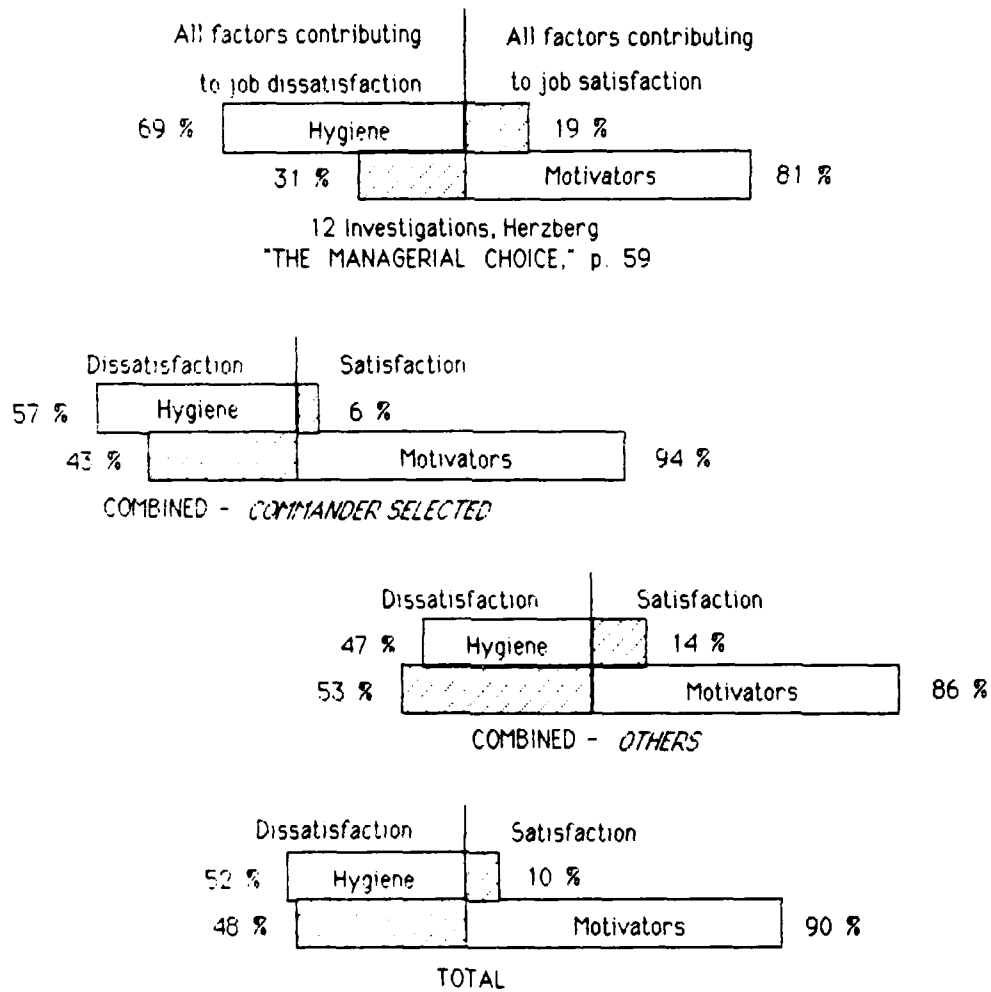 All factors contributing
to job dissatisfaction
All factors contributing
to job satisfaction
69 %
Hygiene
19 %
31 %
Motivators
81 %
12 Investigations, Herzberg
"THE MANAGERIAL CHOICE," p. 59
Dissatisfaction
Satisfaction
57 %
Hygiene
6 %
43 %
Motivators
94 %
COMBINED - COMMANDER SELECTED
Dissatisfaction
Satisfaction
47 %
Hygiene
14 %
53 %
Motivators
86 %
COMBINED - OTHERS
Dissatisfaction
Satisfaction
52 %
Hygiene
10 %
48 %
Motivators
90 %
TOTAL